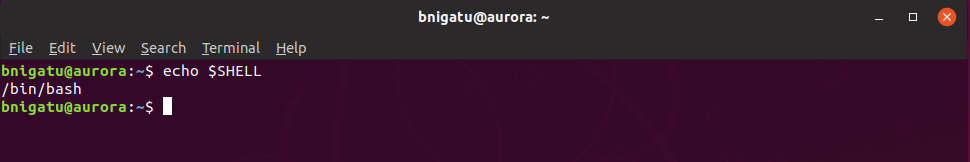 bnigatu@aurora: ~
File Edit View Search Terminal Help
bnigatu@aurora:~$ echo $SHELL
/bin/bash
bnigatu@aurora:~$